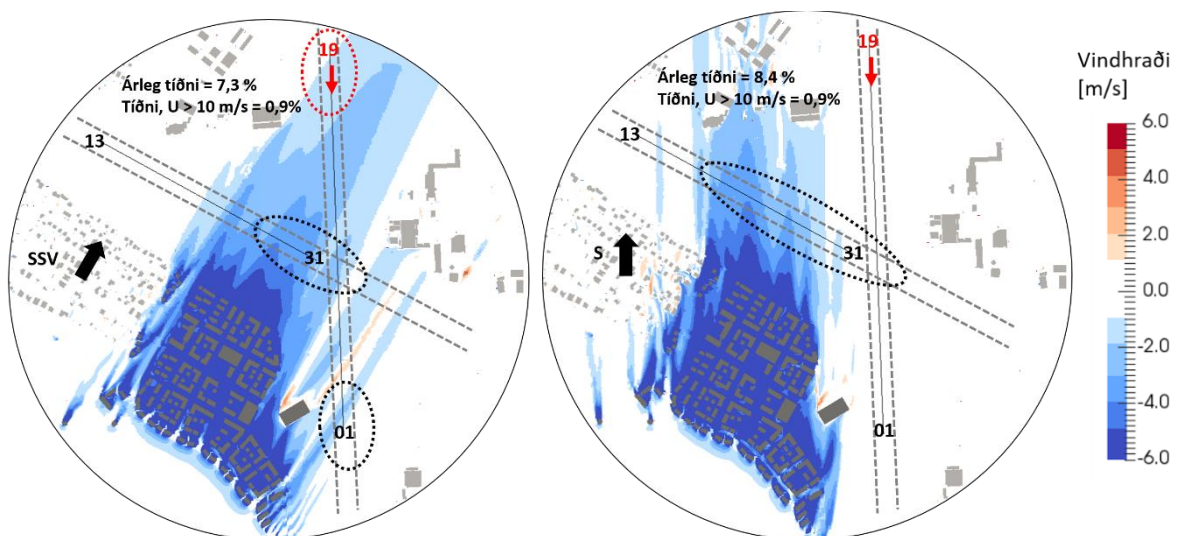 19
Árleg tíðni = 7,3 %
Tíðni, U > 10 m/s = 0,9%
13
SSV
31
01
19
Árleg tíðni = 8,4 %
Tíðni, U > 10 m/s = 0,9%
13
S
31
01
Vindhraði
[m/s]
6.0
4.0
2.0
0.0
-2.0
-4.0
-6.0